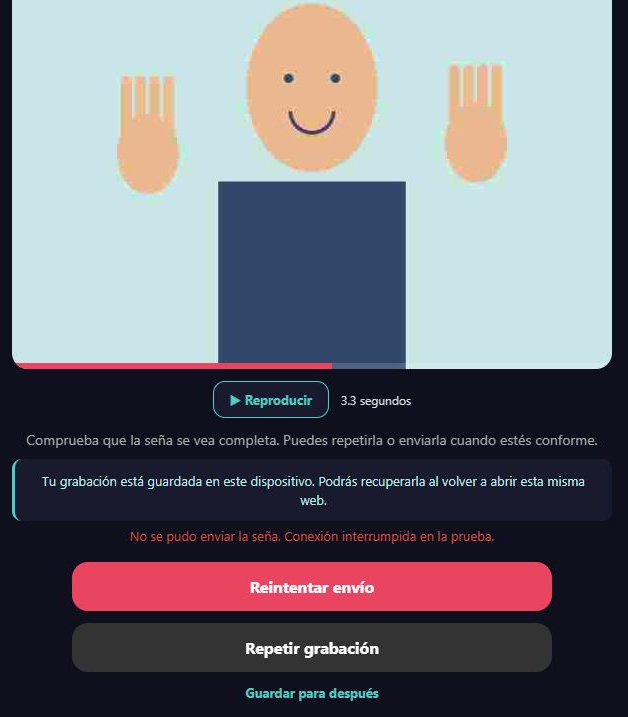 ▶ Reproducir 3.3 segundos
Comprueba que la seña se vea completa. Puedes repetirla o enviarla cuando estés conforme.
Tu grabación está guardada en este dispositivo. Podrás recuperarla al volver a abrir esta misma
web.
No se pudo enviar la seña. Conexión interrumpida en la prueba.
Reintentar envío
Repetir grabación
Guardar para después